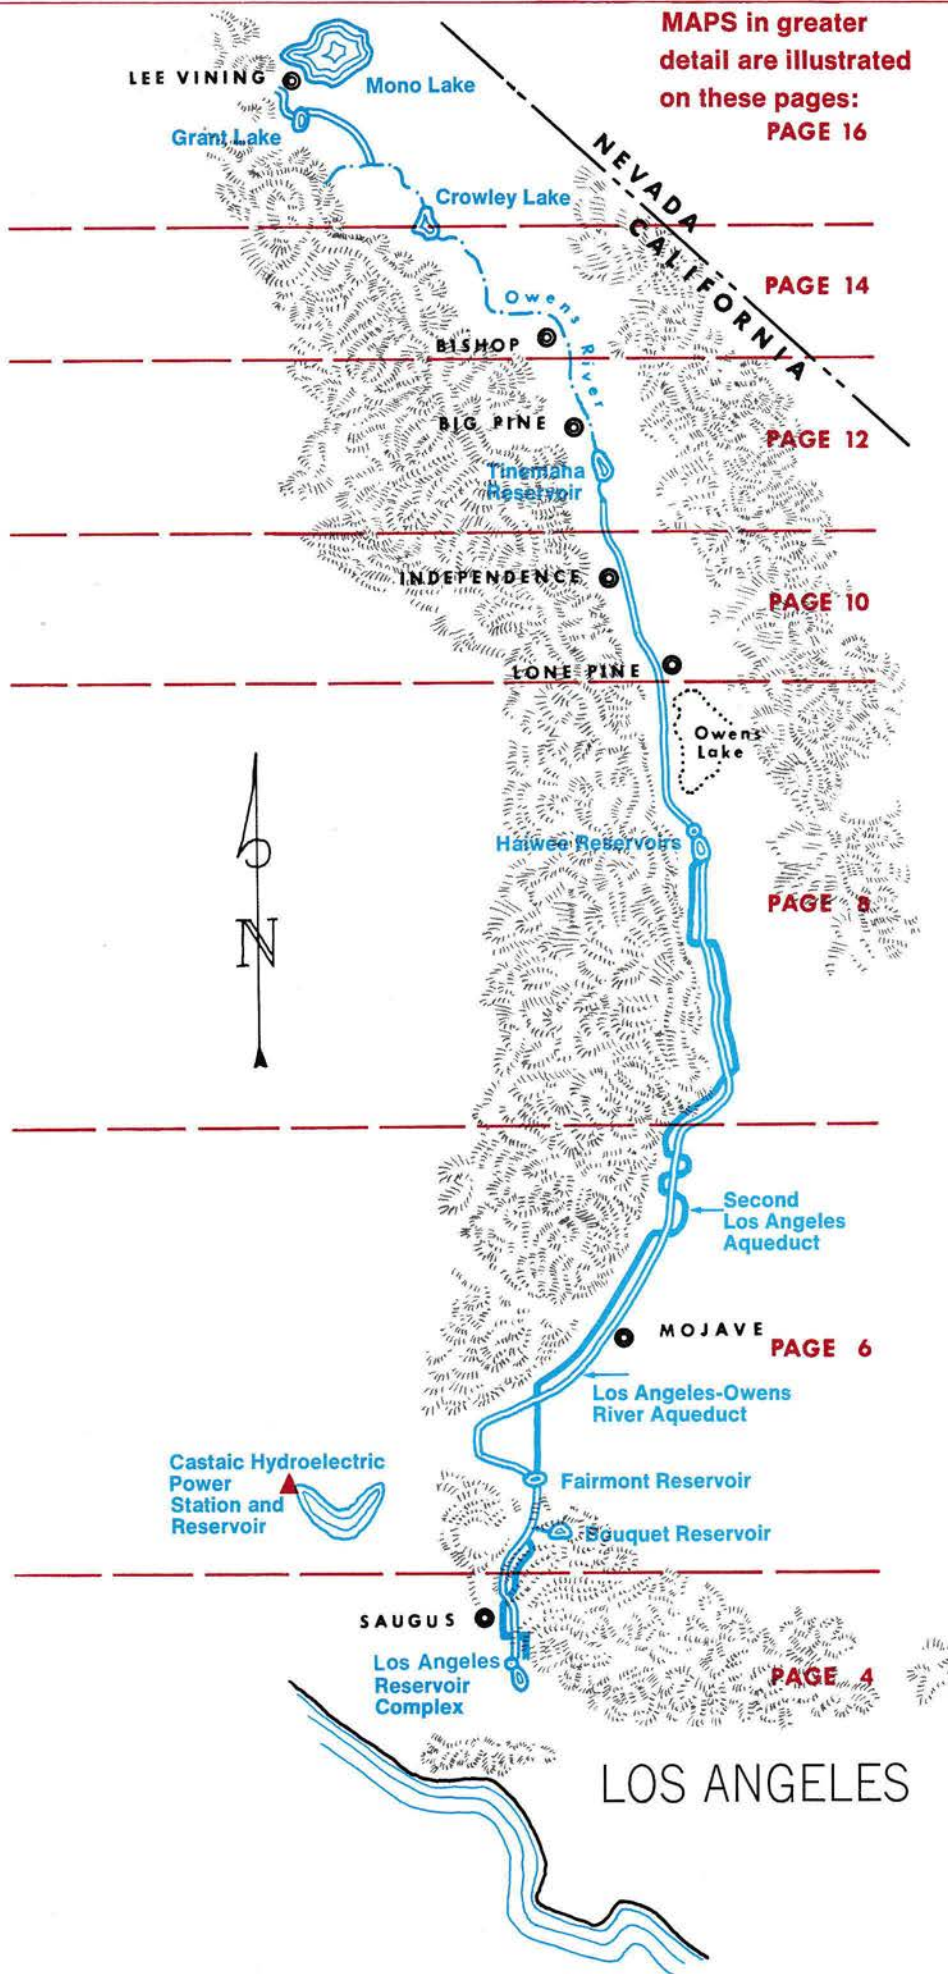 MAPS in greater
detail are illustrated
on these pages:
PAGE 16
LEE VINING
Mono Lake
Grant Lake
NEVADA
CALIFORNIA
Crowley Lake
PAGE 14
Owens River
BISHOP
BIG PINE
PAGE 12
Tinemaha
Reservoir
INDEPENDENCE
PAGE 10
LONE PINE
Owens
Lake
Haiwee Reservoirs
PAGE 8
N
Second
Los Angeles
Aqueduct
MOJAVE
PAGE 6
Los Angeles-Owens
River Aqueduct
Castaic Hydroelectric
Power
Station and
Reservoir
Fairmont Reservoir
Bouquet Reservoir
SAUGUS
Los Angeles
Reservoir
Complex
PAGE 4
LOS ANGELES